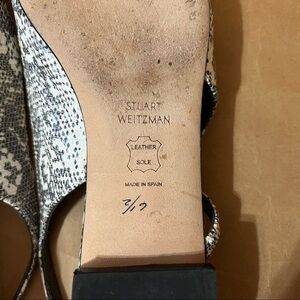 STUART
WEITZMAN
LEATHER
SOLE
MADE IN SPAIN
6 1/2